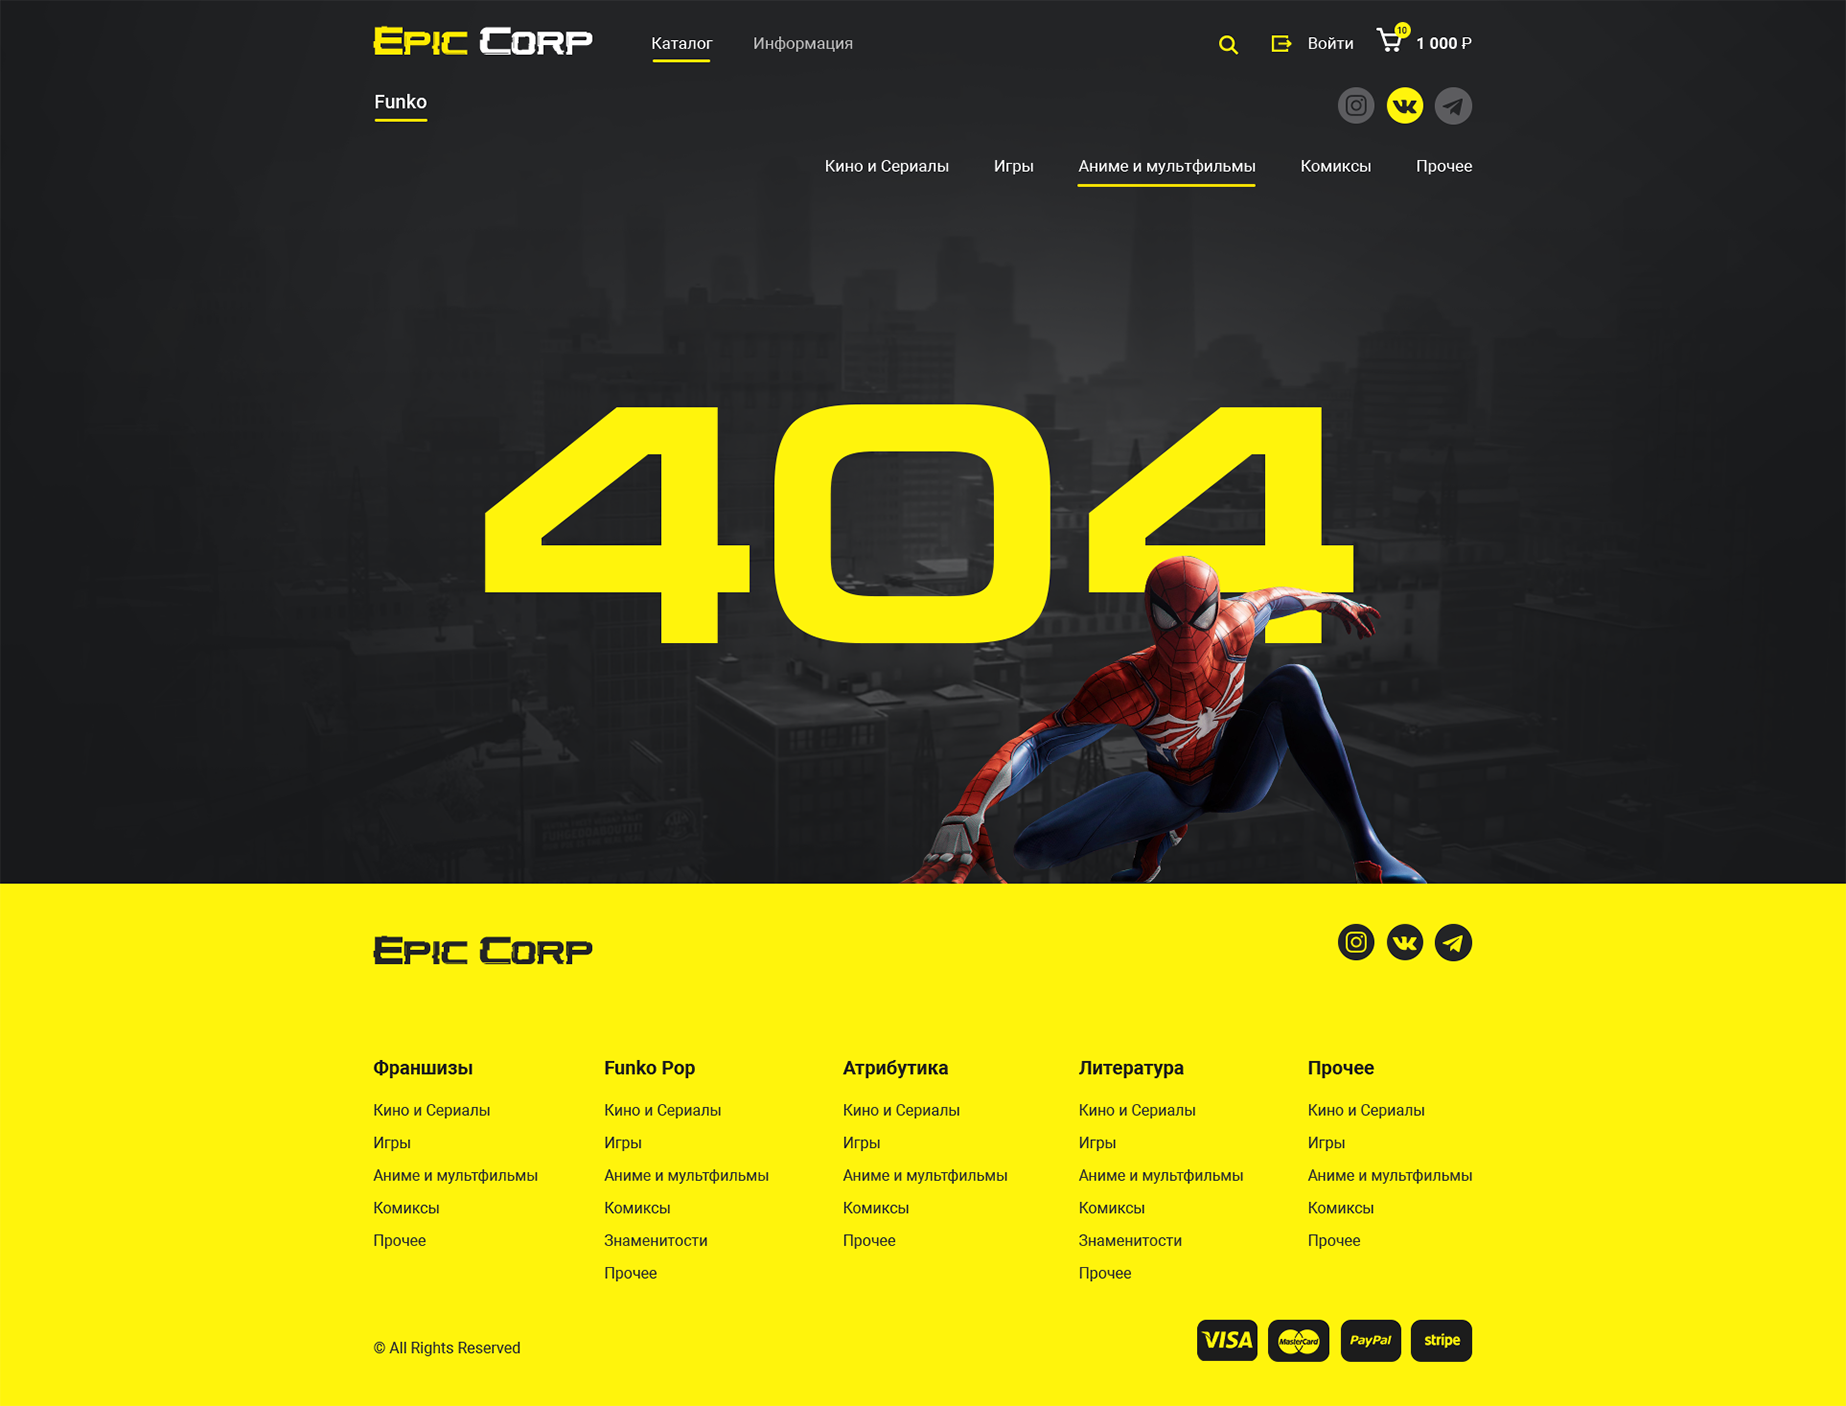 Epic Corp
Каталог
Информация
Войти
10
1 000 ₽
Funko
Кино и Сериалы
Игры
Аниме и мультфильмы
Комиксы
Прочее
404
Epic Corp
Франшизы
Кино и Сериалы
Игры
Аниме и мультфильмы
Комиксы
Прочее
Funko Pop
Кино и Сериалы
Игры
Аниме и мультфильмы
Комиксы
Знаменитости
Прочее
Атрибутика
Кино и Сериалы
Игры
Аниме и мультфильмы
Комиксы
Прочее
Литература
Кино и Сериалы
Игры
Аниме и мультфильмы
Комиксы
Знаменитости
Прочее
Прочее
Кино и Сериалы
Игры
Аниме и мультфильмы
Комиксы
Прочее
© All Rights Reserved
VISA
MasterCard
PayPal
stripe